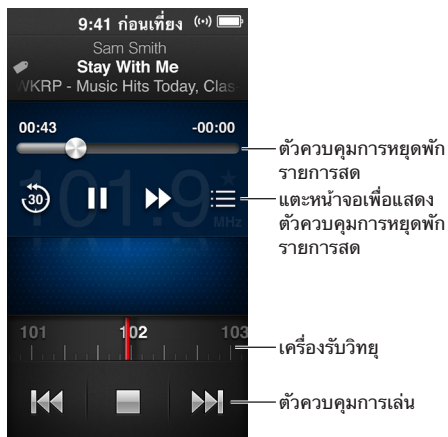 9:41 ก่อนเที่ยง
Sam Smith
Stay With Me
WKRP - Music Hits Today, Clas
00:43
-00:00
ตัวควบคุมการหยุดพัก
รายการสด
30
101.9
MHz
แตะหน้าจอเพื่อแสดง
ตัวควบคุมการหยุดพัก
รายการสด
101
102
103
เครื่องรับวิทยุ
ตัวควบคุมการเล่น